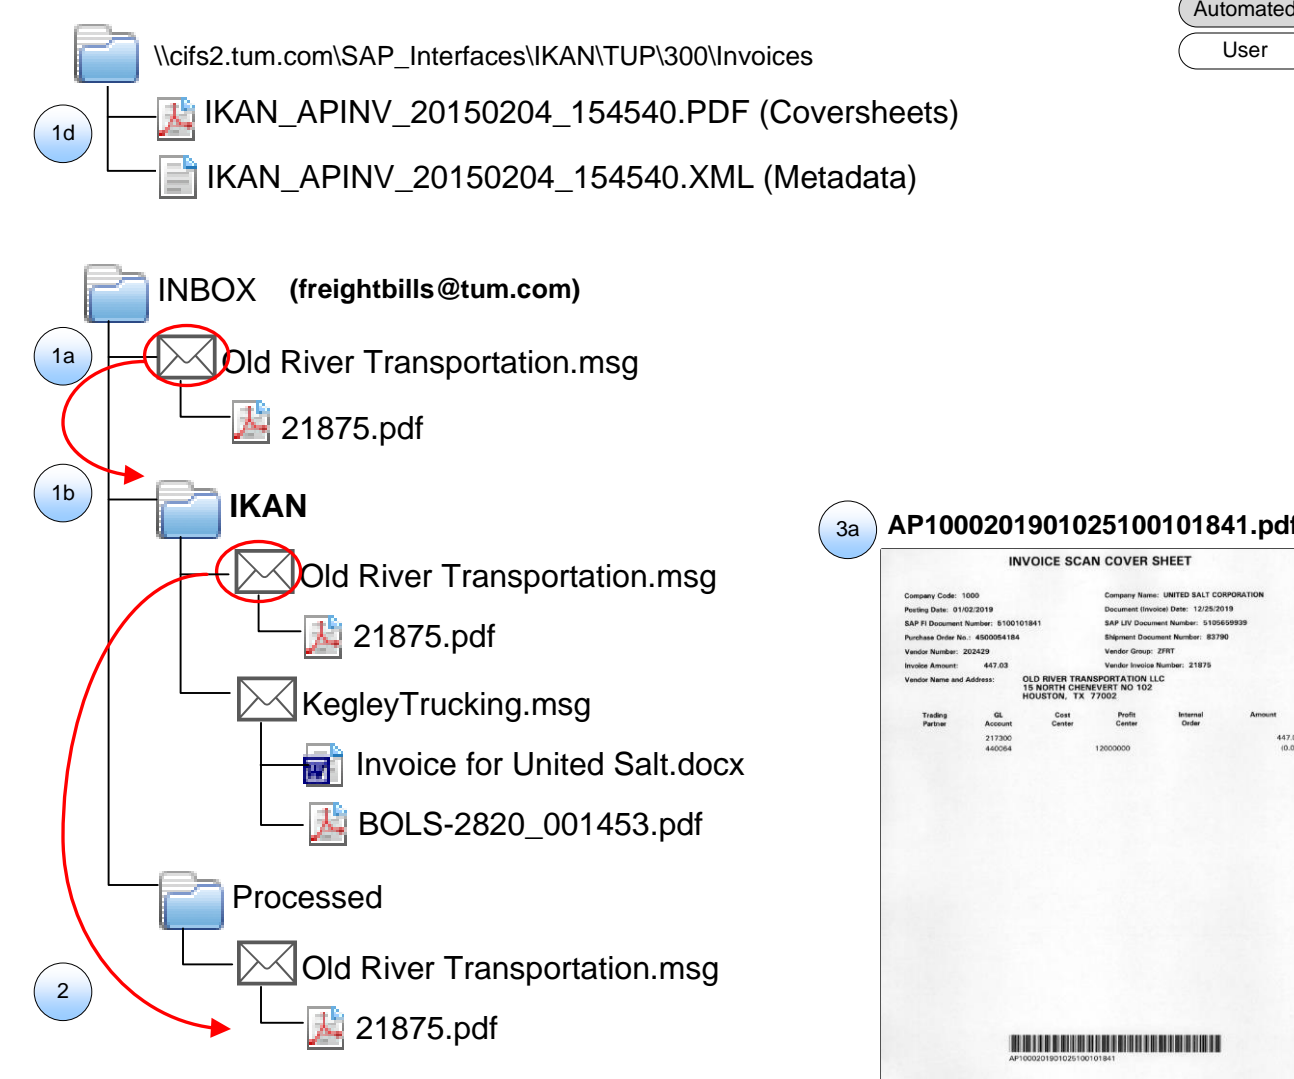 Automated
User
\\cifs2.tum.com\SAP_Interfaces\IKAN\TUP\300\Invoices
1d
IKAN_APINV_20150204_154540.PDF (Coversheets)
IKAN_APINV_20150204_154540.XML (Metadata)
INBOX (freightbills@tum.com)
1a
Old River Transportation.msg
21875.pdf
1b
IKAN
Old River Transportation.msg
21875.pdf
KegleyTrucking.msg
Invoice for United Salt.docx
BOLS-2820_001453.pdf
Processed
Old River Transportation.msg
2
21875.pdf
3a
AP1000201901025100101841.pdf
INVOICE SCAN COVER SHEET
Company Code: 1000 Company Name: UNITED SALT CORPORATION
Posting Date: 01/02/2019 Document (Invoice) Date: 12/25/2019
SAP FI Document Number: 5100101841 SAP LIV Document Number: 5105659939
Purchase Order No.: 4500054184 Shipment Document Number: 83790
Vendor Number: 202429 Vendor Group: ZFRT
Invoice Amount: 447.03 Vendor Invoice Number: 21875
Vendor Name and Address: OLD RIVER TRANSPORTATION LLC
15 NORTH CHENEVERT NO 102
HOUSTON, TX 77002
Trading Partner GL Account Cost Center Profit Center Internal Order Amount
217300 447.0
440064 12000000 (0.0
AP1000201901025100101841